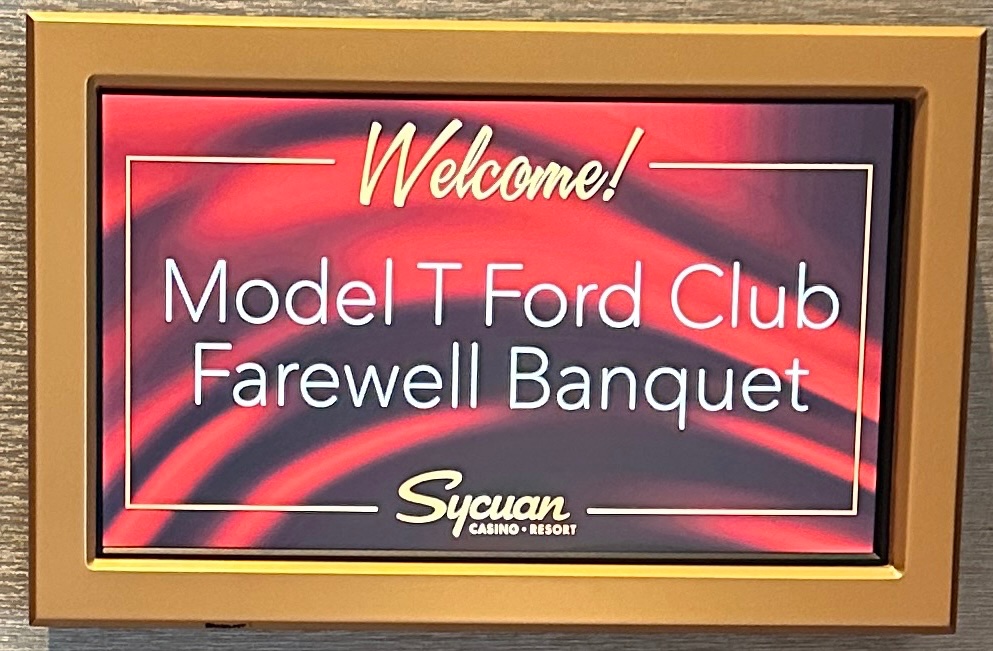 Welcome!
Model T Ford Club
Farewell Banquet
Sycuan
CASINO • RESORT